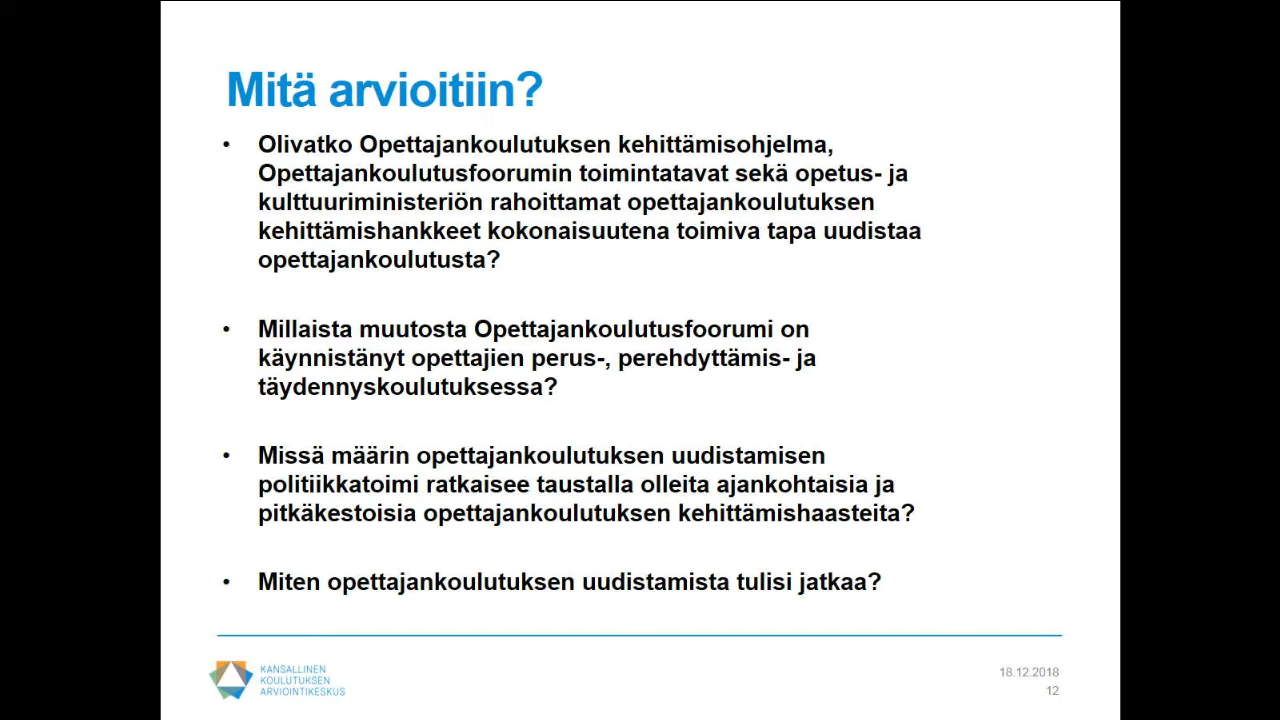 Mitä arvioitiin?
• Olivatko Opettajankoulutuksen kehittämisohjelma,
Opettajankoulutusfoorumin toimintatavat sekä opetus- ja
kulttuuriministeriön rahoittamat opettajankoulutuksen
kehittämishankkeet kokonaisuutena toimiva tapa uudistaa
opettajankoulutusta?
• Millaista muutosta Opettajankoulutusfoorumi on
käynnistänyt opettajien perus-, perehdyttämis- ja
täydennyskoulutuksessa?
• Missä määrin opettajankoulutuksen uudistamisen
politiikkatoimi ratkaisee taustalla olleita ajankohtaisia ja
pitkäkestoisia opettajankoulutuksen kehittämishaasteita?
• Miten opettajankoulutuksen uudistamista tulisi jatkaa?
KANSALLINEN
KOULUTUKSEN
ARVIOINTIKESKUS
18.12.2018
12